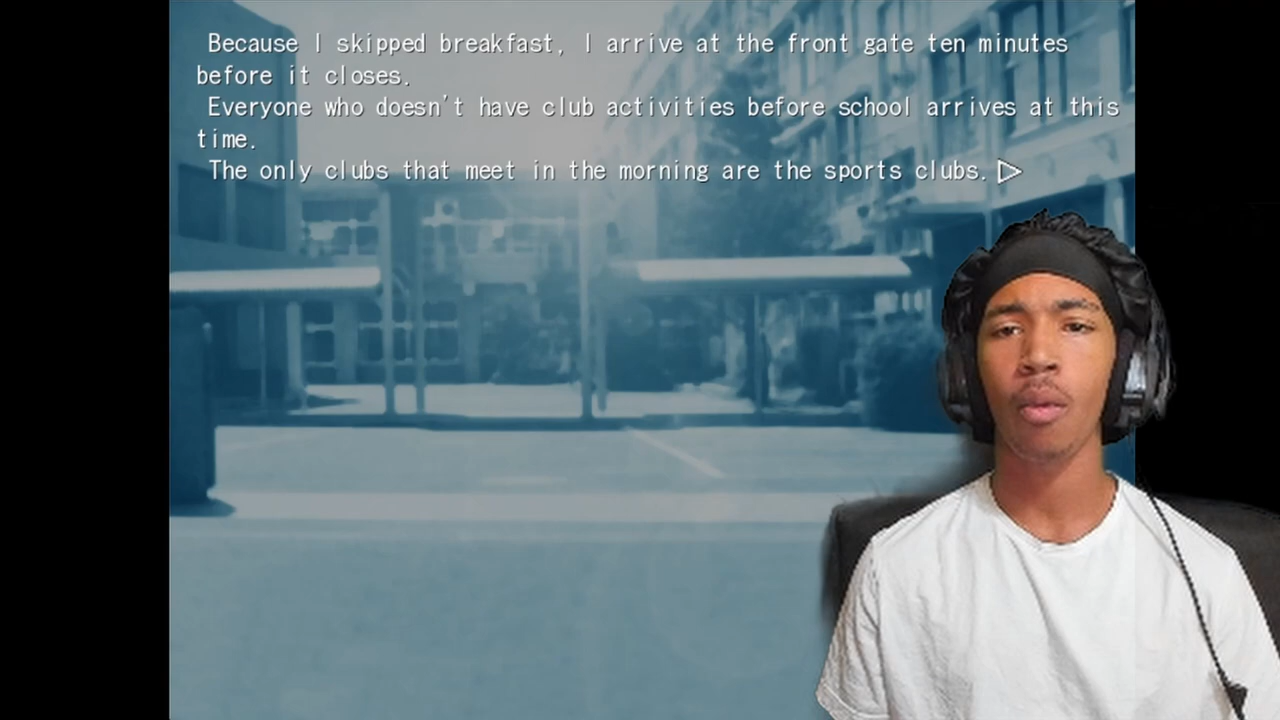 Because I skipped breakfast, I arrive at the front gate ten minutes
before it closes.
Everyone who doesn't have club activities before school arrives at this
time.
The only clubs that meet in the morning are the sports clubs.